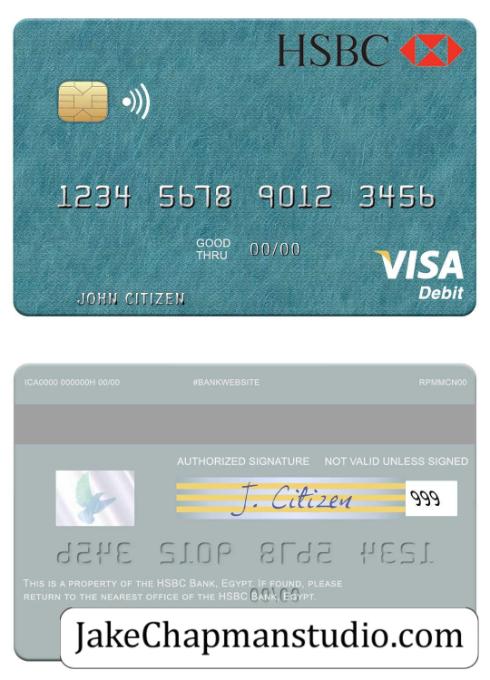 HSBC
1234 5678 9012 3456
GOOD
THRU 00/00
VISA
Debit
JOHN CITIZEN
ICA0000 000000H 00/00 #BANKWEBSITE RPMMCN00
AUTHORIZED SIGNATURE NOT VALID UNLESS SIGNED
J. Citizen 999
THIS IS A PROPERTY OF THE HSBC BANK, EGYPT. IF FOUND, PLEASE
RETURN TO THE NEAREST OFFICE OF THE HSBC BANK, EGYPT.
JakeChapmanstudio.com